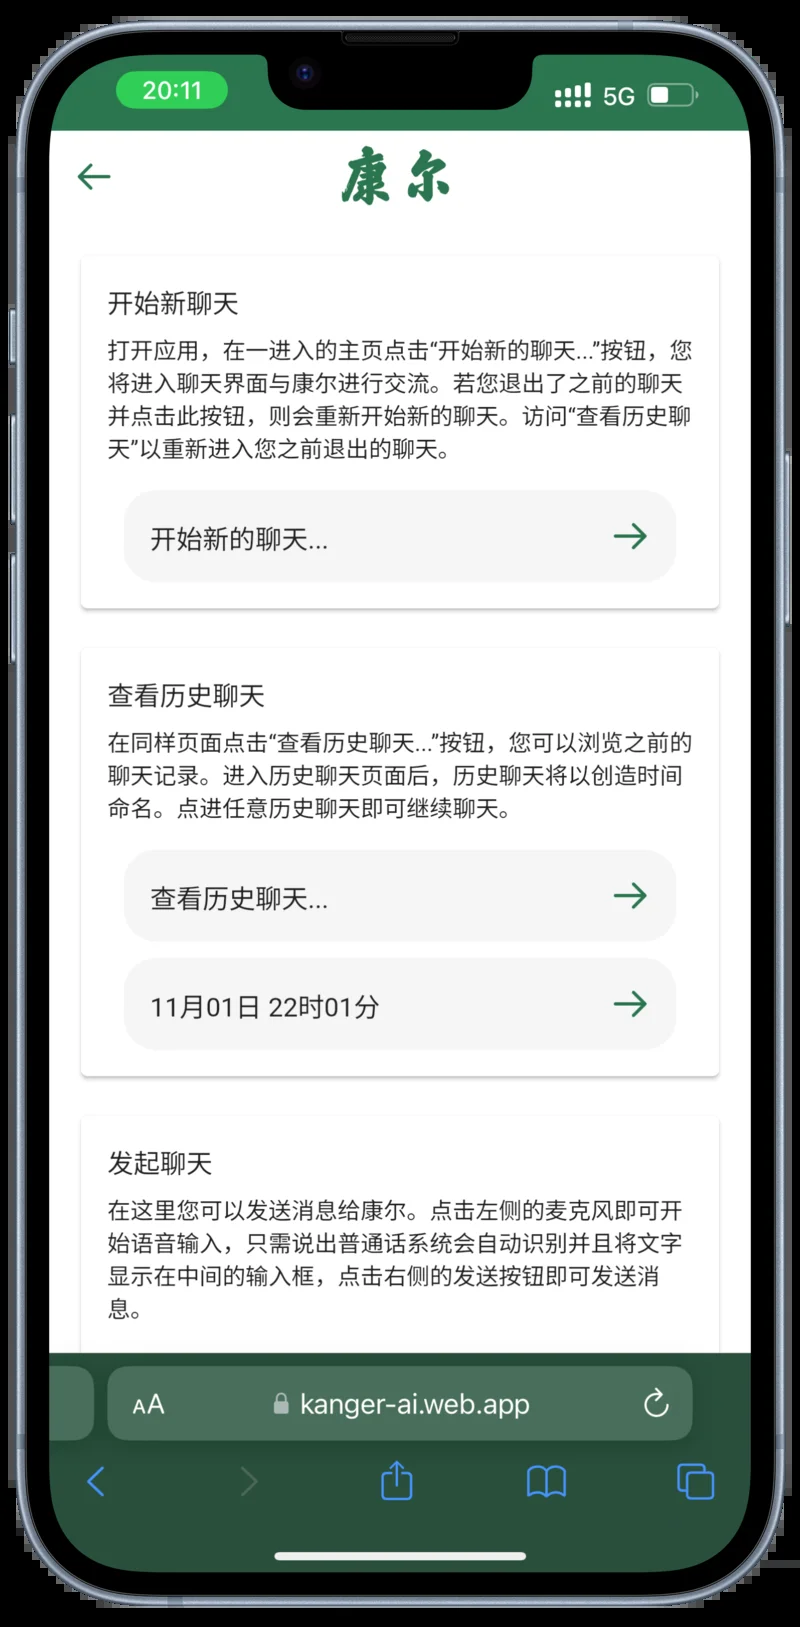 20:11
5G
康尔
开始新聊天
打开应用，在一进入的主页点击“开始新的聊天...”按钮，您
将进入聊天界面与康尔进行交流。若您退出了之前的聊天
并点击此按钮，则会重新开始新的聊天。访问“查看历史聊
天”以重新进入您之前退出的聊天。
开始新的聊天...
查看历史聊天
在同样页面点击“查看历史聊天...”按钮，您可以浏览之前的
聊天记录。进入历史聊天页面后，历史聊天将以创造时间
命名。点进任意历史聊天即可继续聊天。
查看历史聊天...
11月01日 22时01分
发起聊天
在这里您可以发送消息给康尔。点击左侧的麦克风即可开
始语音输入，只需说出普通话系统会自动识别并且将文字
显示在中间的输入框，点击右侧的发送按钮即可发送消
息。
AA
kanger-ai.web.app